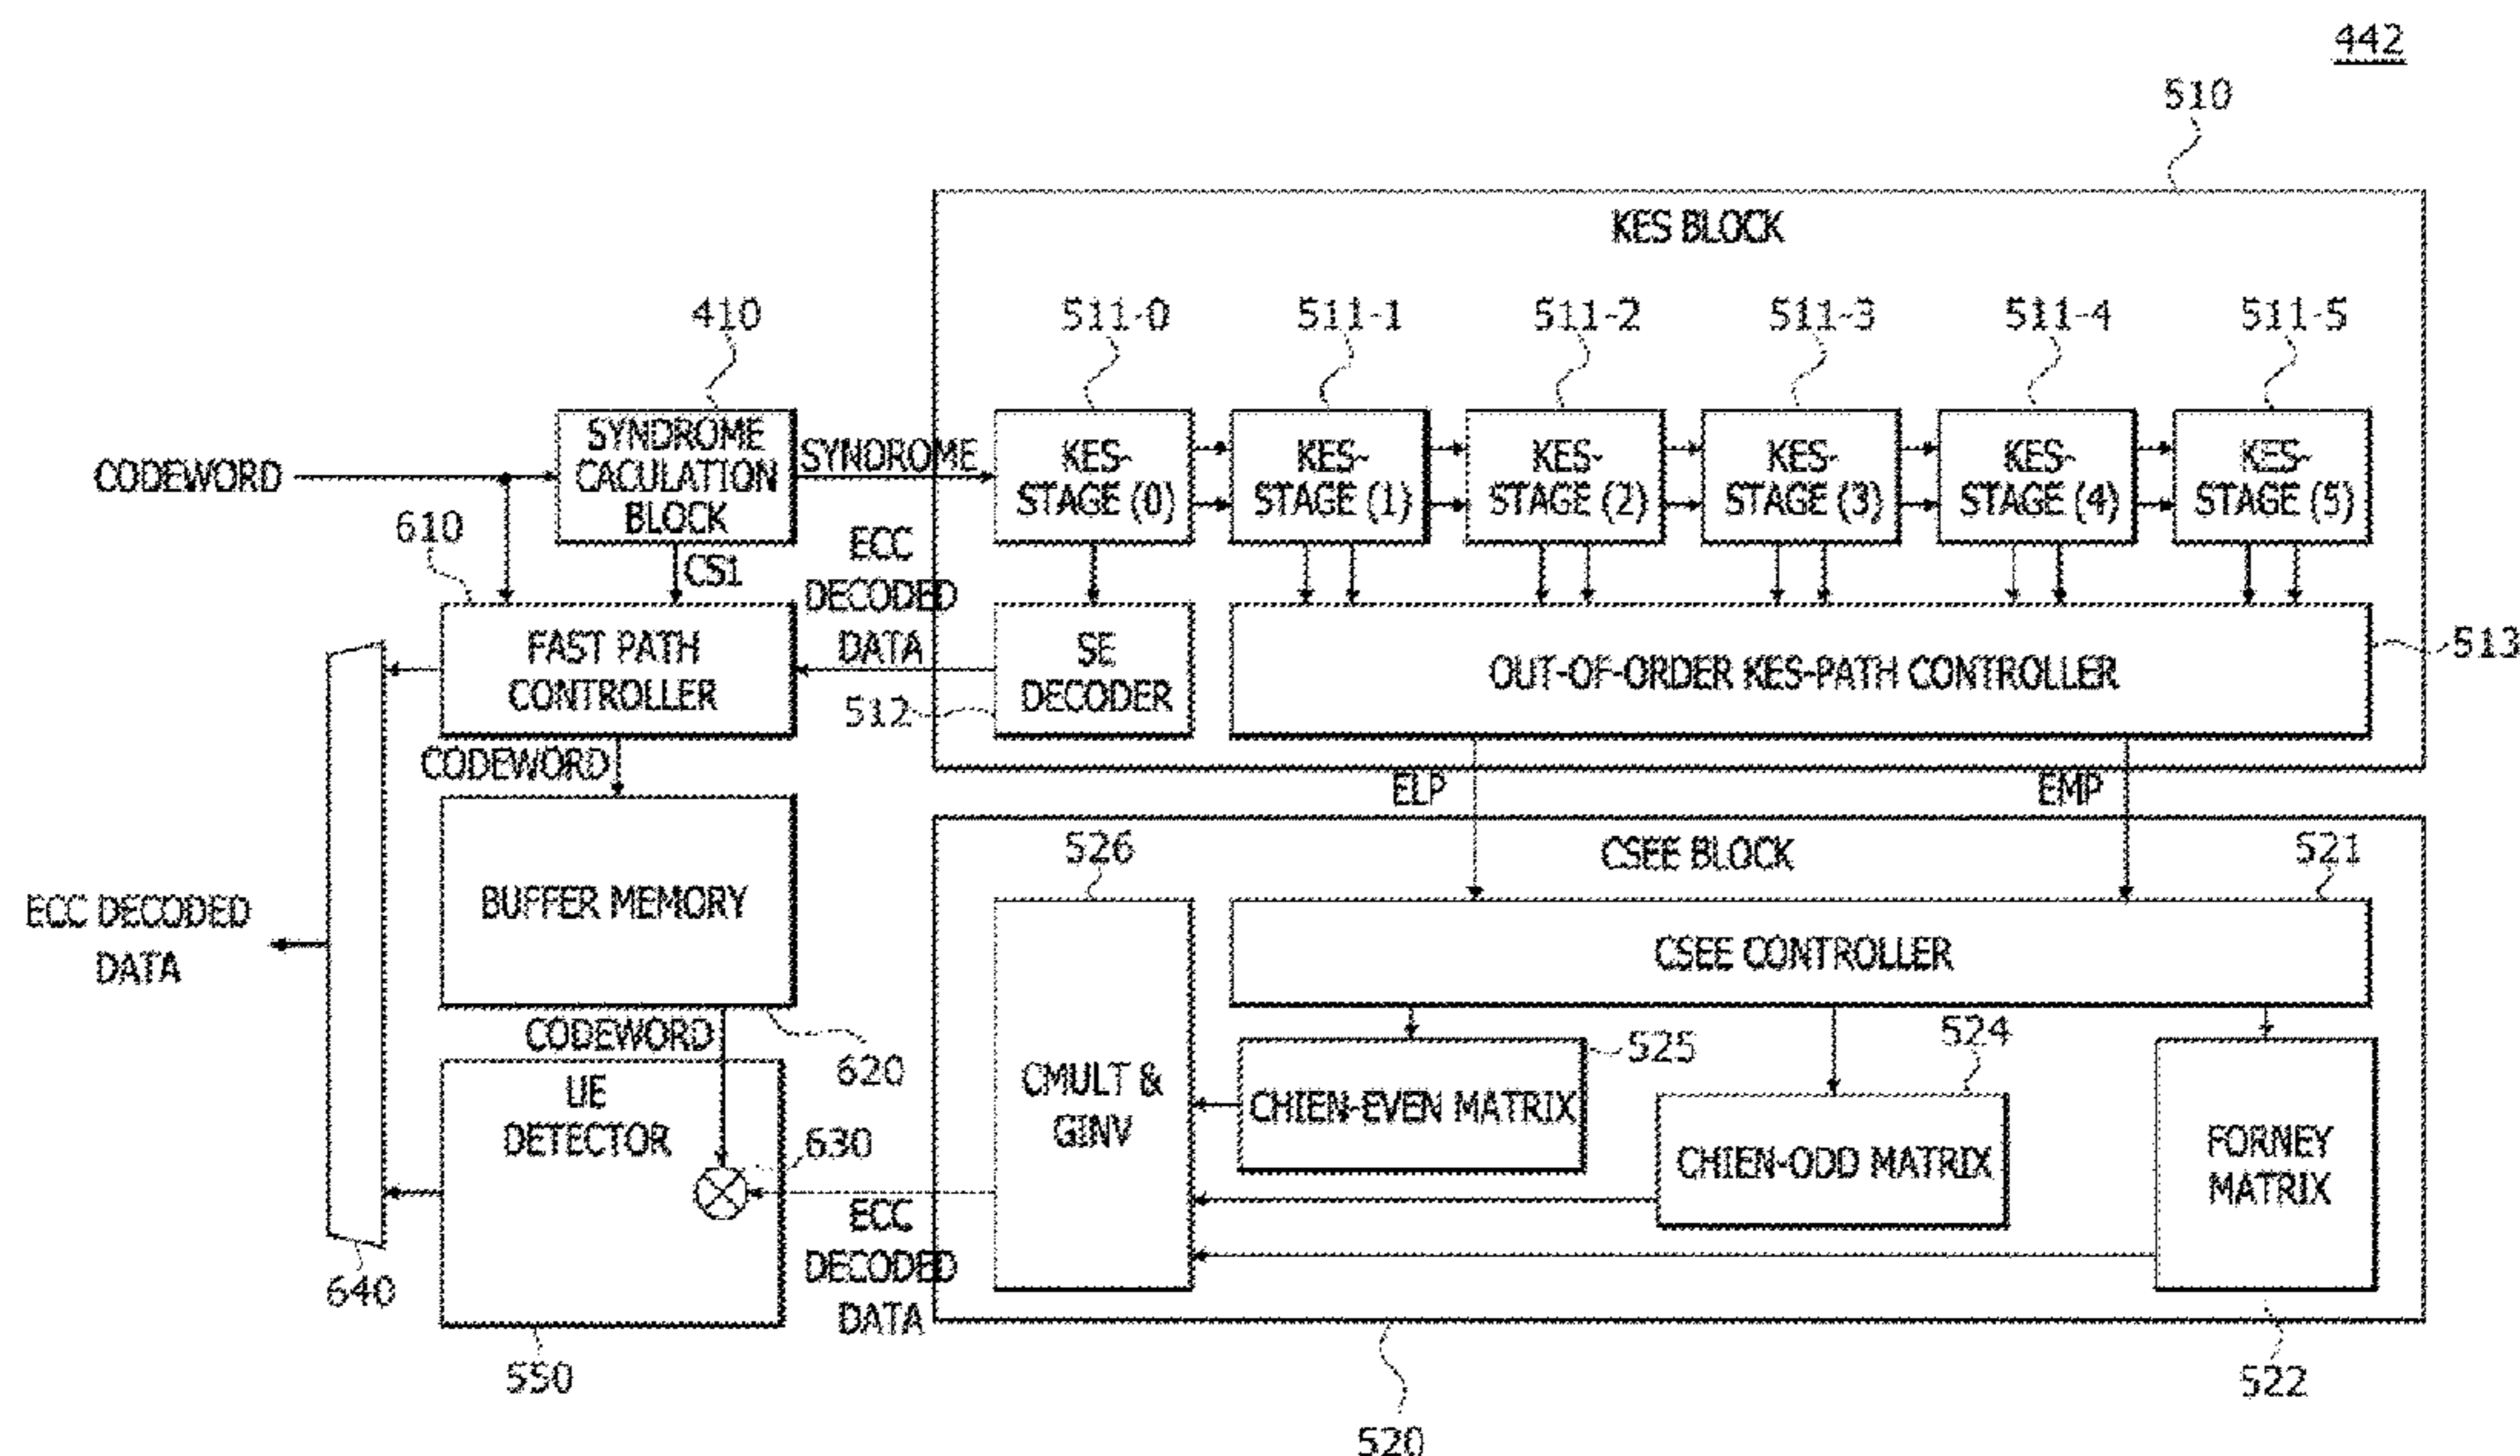 442
510
KES BLOCK
410
511-0
511-1
511-2
511-3
511-4
511-5
CODEWORD
SYNDROME
CACULATION
BLOCK
SYNDROME
KES-
STAGE (0)
KES-
STAGE (1)
KES-
STAGE (2)
KES-
STAGE (3)
KES-
STAGE (4)
KES-
STAGE (5)
610
CS1
ECC
DECODED
DATA
FAST PATH
CONTROLLER
512
SE
DECODER
OUT-OF-ORDER KES-PATH CONTROLLER
513
CODEWORD
ELP
EMP
BUFFER MEMORY
526
CSEE BLOCK
521
ECC DECODED
DATA
CSEE CONTROLLER
CODEWORD
620
UE
DETECTOR
630
CMULT &
GINV
525
CHIEN-EVEN MATRIX
524
CHIEN-ODD MATRIX
FORNEY
MATRIX
ECC
DECODED
DATA
640
550
520
522